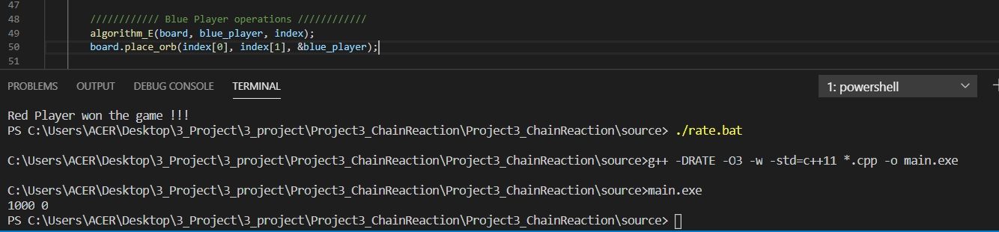 47
48 //////////// Blue Player operations ////////////
49 algorithm_E(board, blue_player, index);
50 board.place_orb(index[0], index[1], &blue_player);
51
PROBLEMS OUTPUT DEBUG CONSOLE TERMINAL 1: powershell
Red Player won the game !!!
PS C:\Users\ACER\Desktop\3_Project\3_project\Project3_ChainReaction\Project3_ChainReaction\source> ./rate.bat
C:\Users\ACER\Desktop\3_Project\3_project\Project3_ChainReaction\Project3_ChainReaction\source>g++ -DRATE -O3 -w -std=c++11 *.cpp -o main.exe
C:\Users\ACER\Desktop\3_Project\3_project\Project3_ChainReaction\Project3_ChainReaction\source>main.exe
1000 0
PS C:\Users\ACER\Desktop\3_Project\3_project\Project3_ChainReaction\Project3_ChainReaction\source>